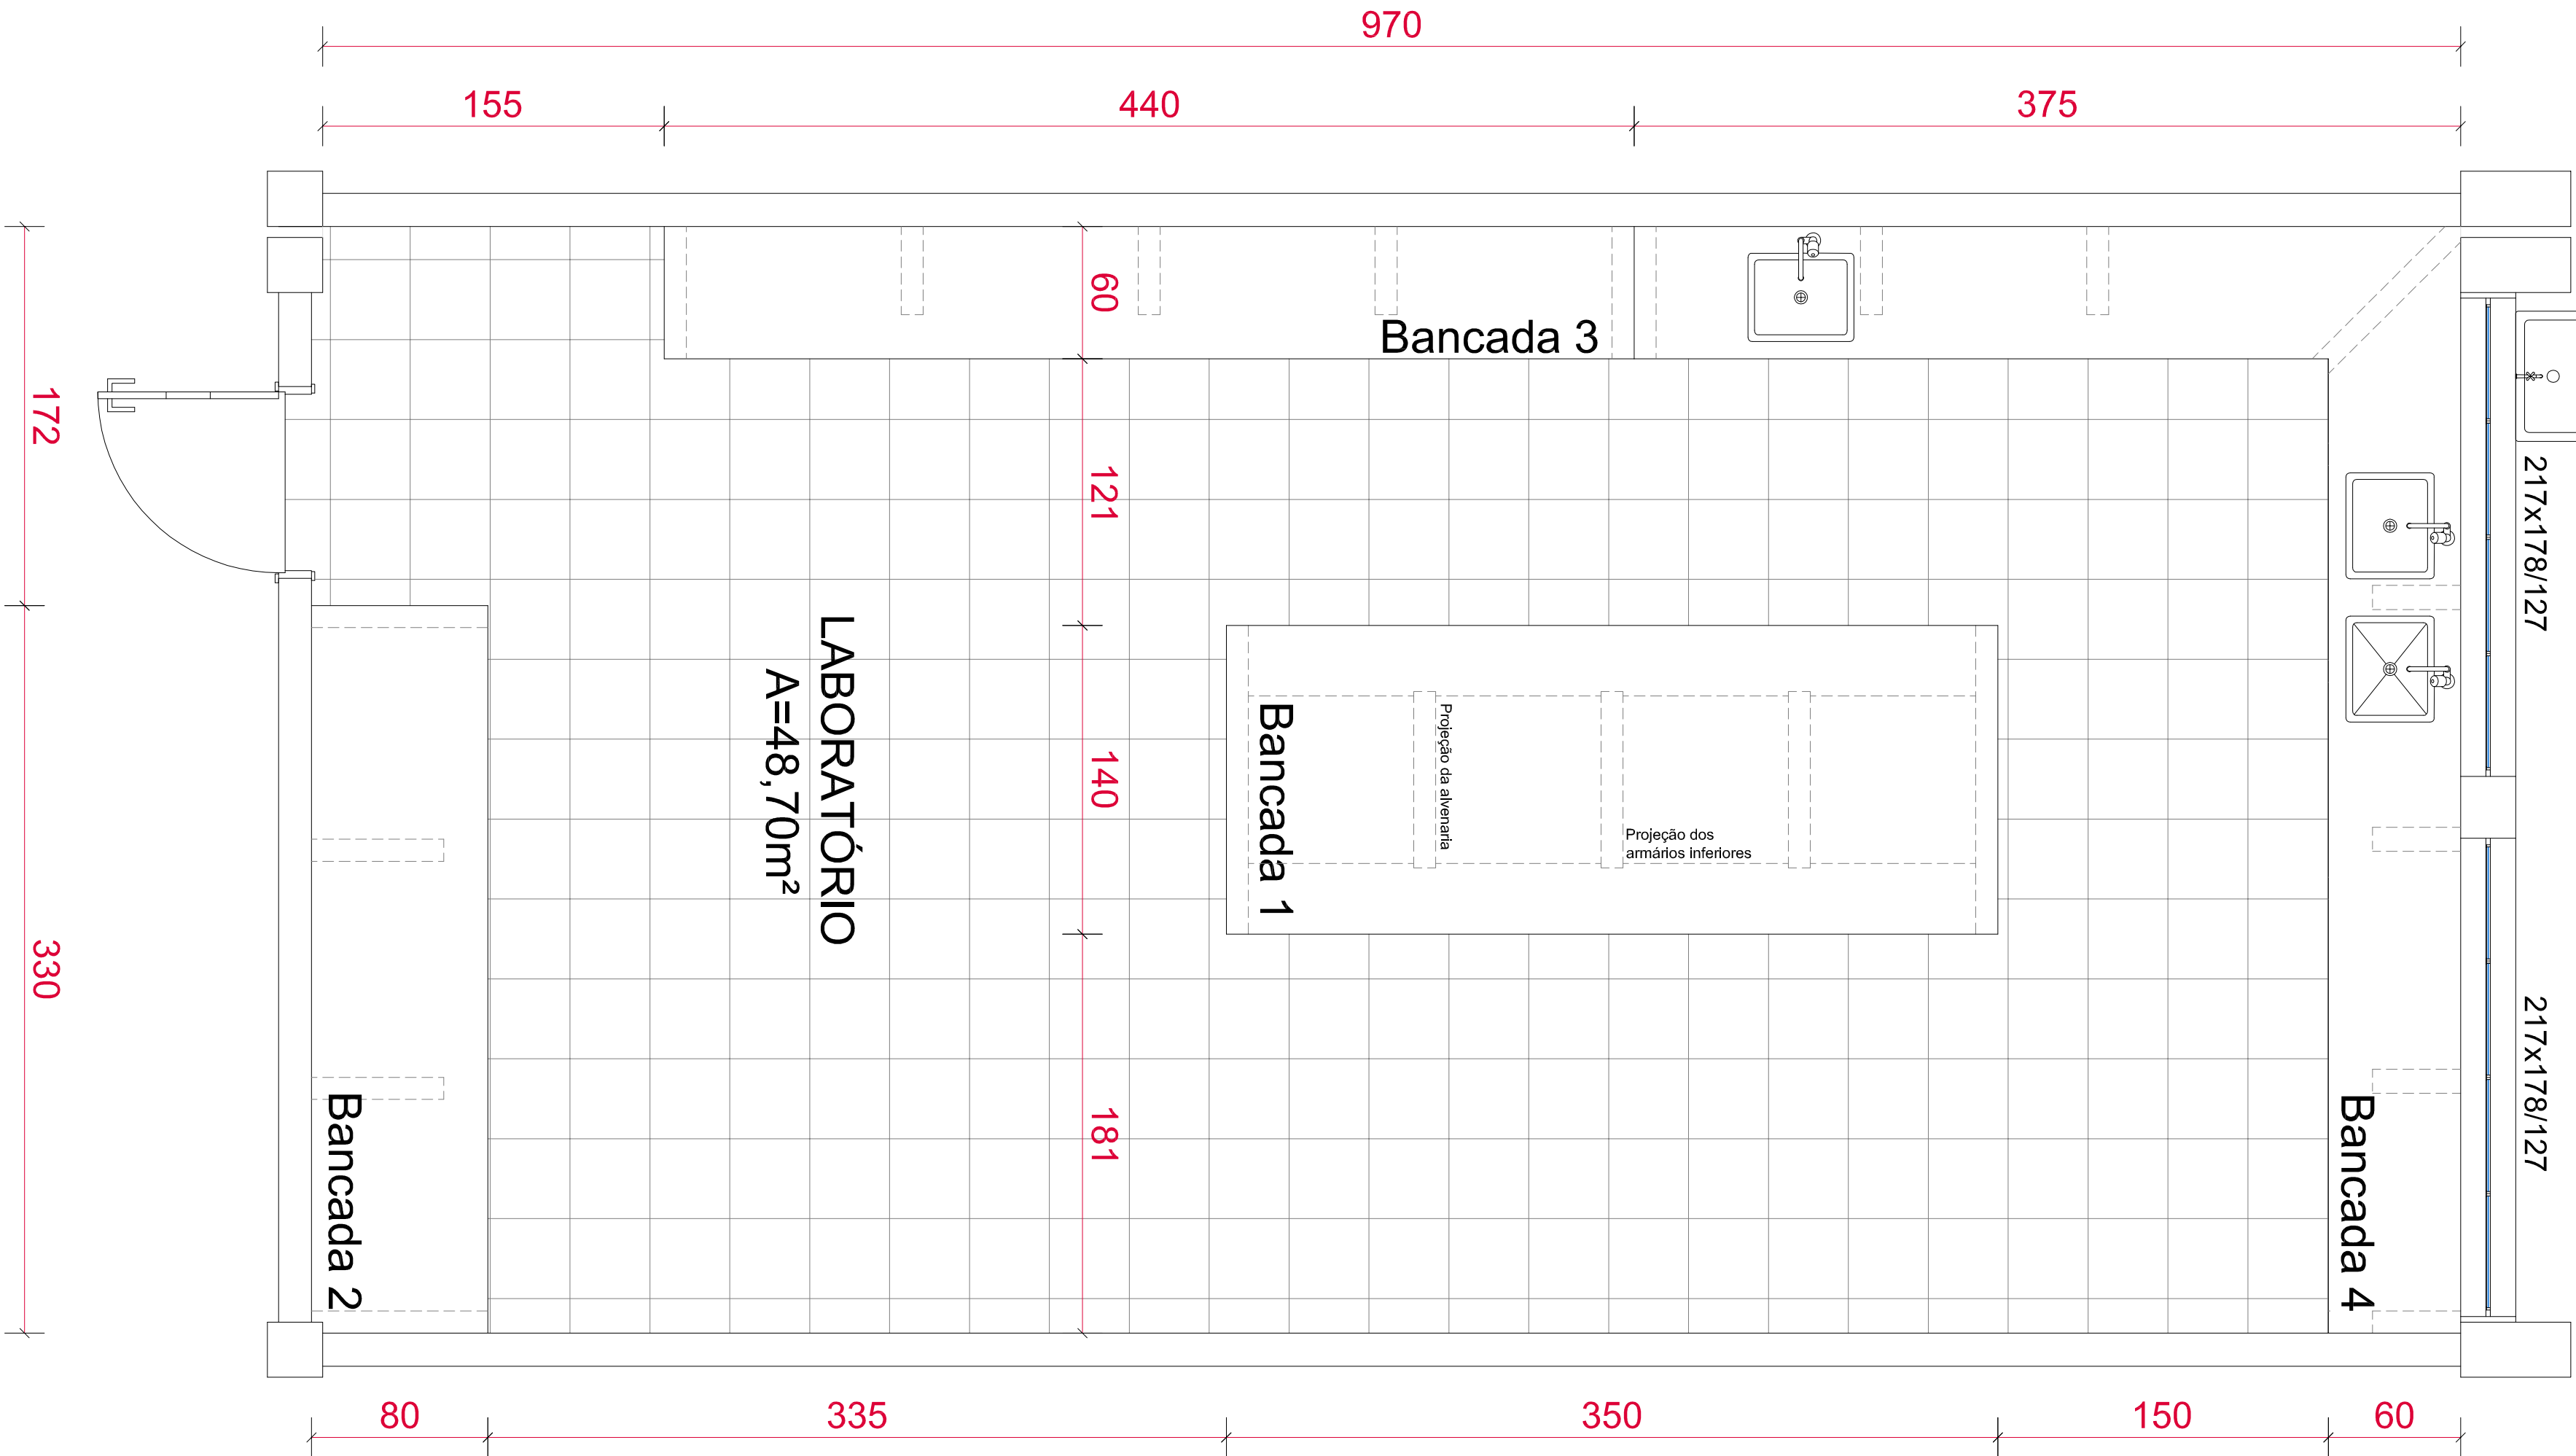 970
155
440
375
60
Bancada 3
121
172
217x178/127
LABORATÓRIO
A=48,70m²
140
Bancada 1
Projeção da alvenaria
Projeção dos
armários inferiores
330
181
217x178/127
Bancada 2
Bancada 4
80
335
350
150
60